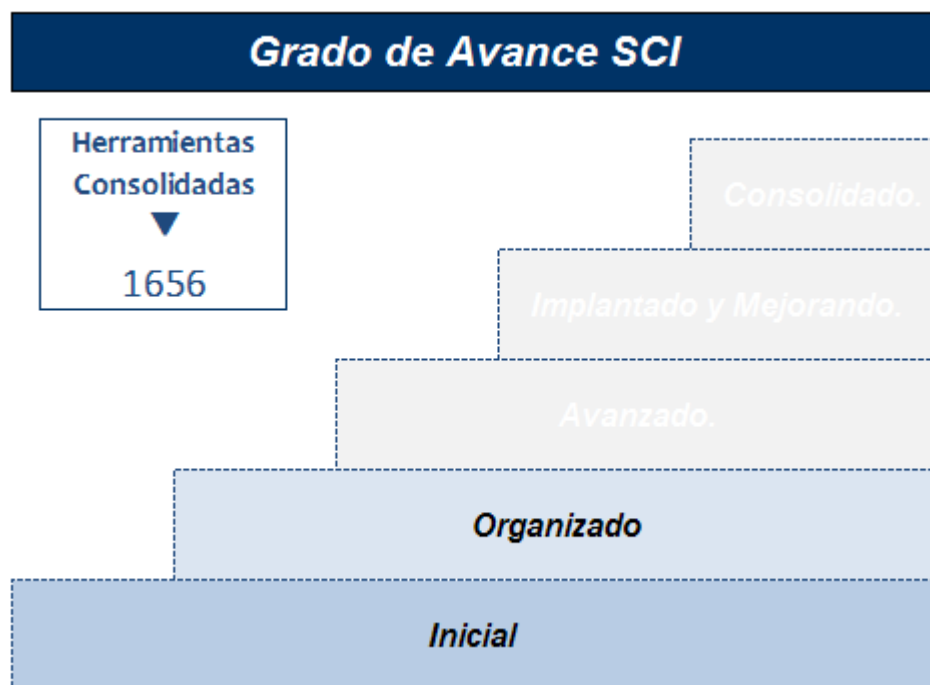 Grado de Avance SCI
Herramientas
Consolidadas
▼
1656
Consolidado.
Implantado y Mejorando.
Avanzado.
Organizado
Inicial